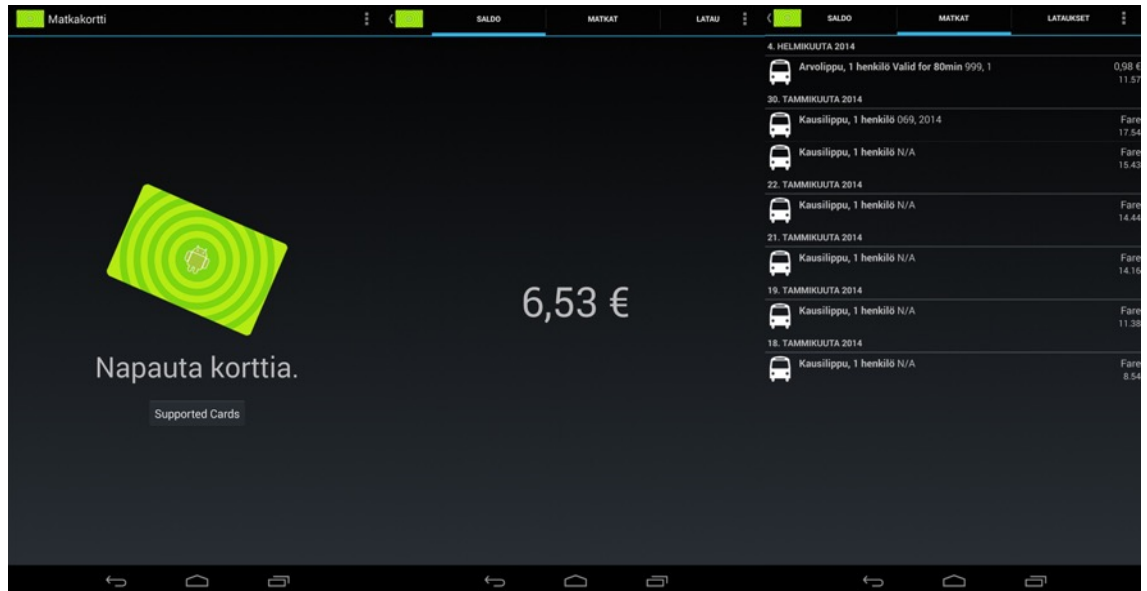 Matkakortti
Napauta korttia.
Supported Cards
SALDO MATKAT LATAU
6,53 €
SALDO MATKAT LATAUKSET
4. HELMIKUUTA 2014
Arvolippu, 1 henkilö Valid for 80min 999, 1 0,98 €
11.57
30. TAMMIKUUTA 2014
Kausilippu, 1 henkilö 069, 2014 Fare
17.54
Kausilippu, 1 henkilö N/A Fare
15.43
22. TAMMIKUUTA 2014
Kausilippu, 1 henkilö N/A Fare
14.44
21. TAMMIKUUTA 2014
Kausilippu, 1 henkilö N/A Fare
14.16
19. TAMMIKUUTA 2014
Kausilippu, 1 henkilö N/A Fare
11.38
18. TAMMIKUUTA 2014
Kausilippu, 1 henkilö N/A Fare
8.54